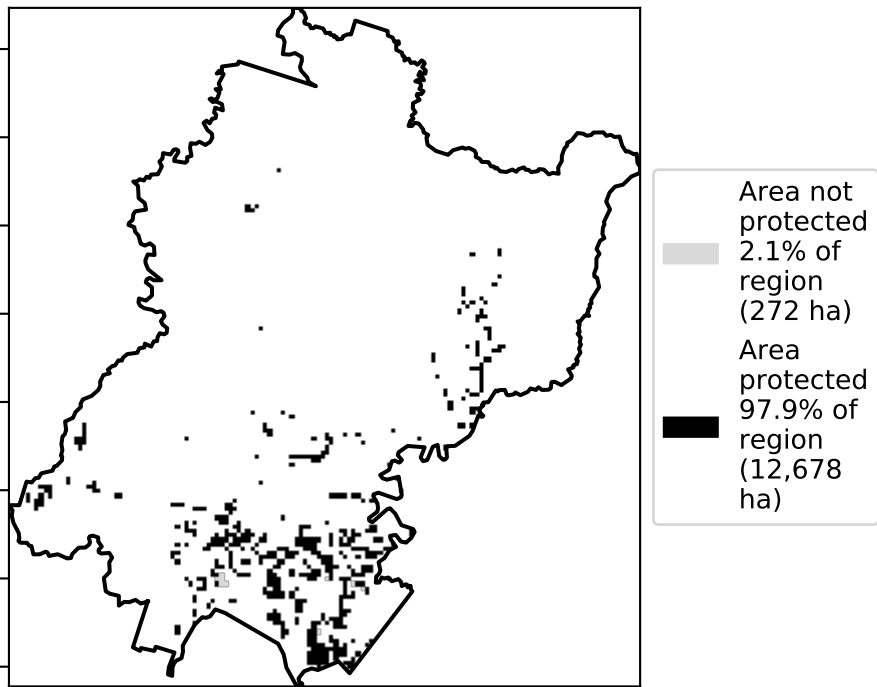 Area not
protected
2.1% of
region
(272 ha)
Area
protected
97.9% of
region
(12,678
ha)